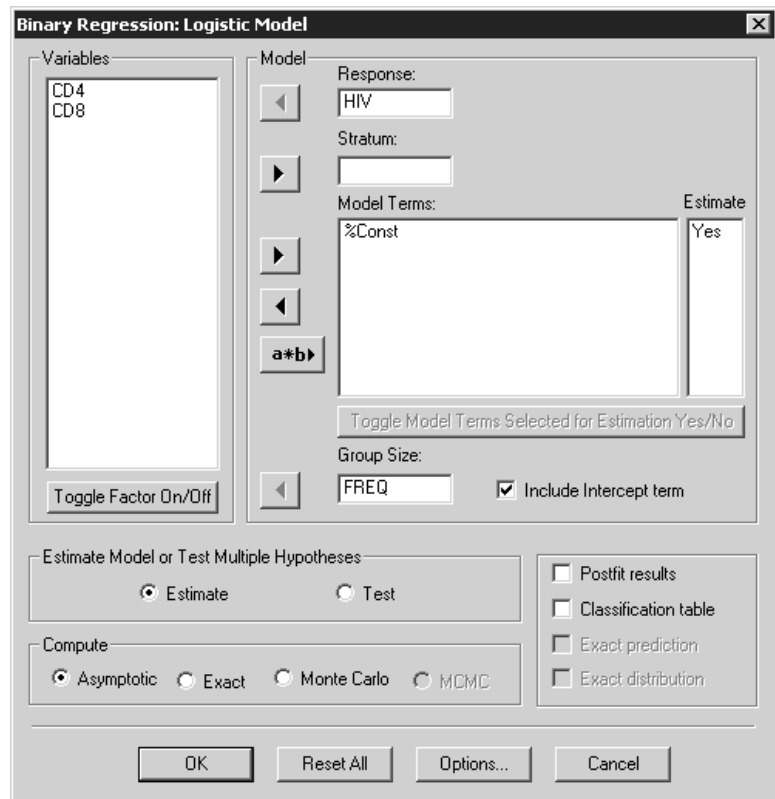 Binary Regression: Logistic Model
Variables
CD4
CD8
Toggle Factor On/Off
Model
Response:
HIV
Stratum:
Model Terms:
Estimate
%Const
Yes
a*b
Toggle Model Terms Selected for Estimation Yes/No
Group Size:
FREQ
Include Intercept term
Estimate Model or Test Multiple Hypotheses
Estimate
Test
Compute
Asymptotic
Exact
Monte Carlo
MCMC
Postfit results
Classification table
Exact prediction
Exact distribution
OK
Reset All
Options...
Cancel